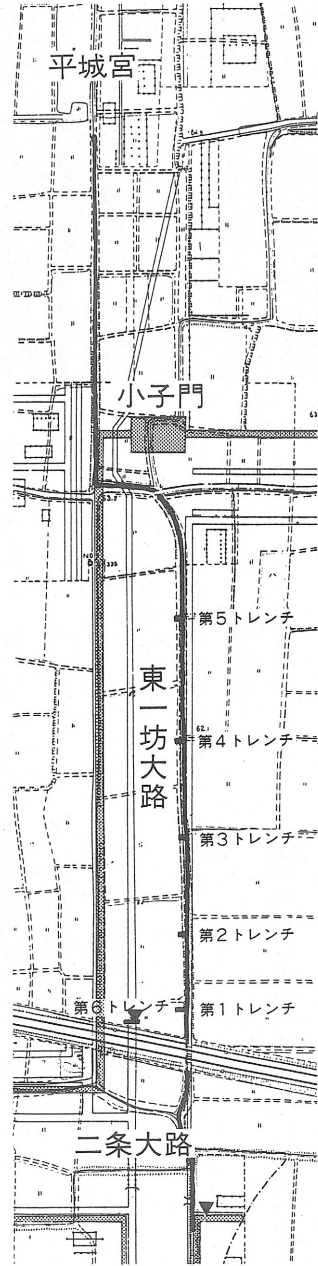 平城宮
小子門
第5トレンチ
東一坊大路
第4トレンチ
第3トレンチ
第2トレンチ
第6トレンチ
第1トレンチ
二条大路